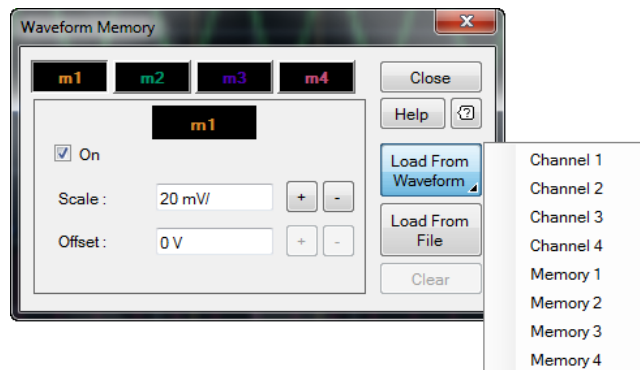 Waveform Memory
m1 m2 m3 m4
Close
m1
Help
On
Load From
Waveform
Scale :
20 mV/
+ -
Load From
File
Offset :
0 V
+ -
Clear
Channel 1
Channel 2
Channel 3
Channel 4
Memory 1
Memory 2
Memory 3
Memory 4